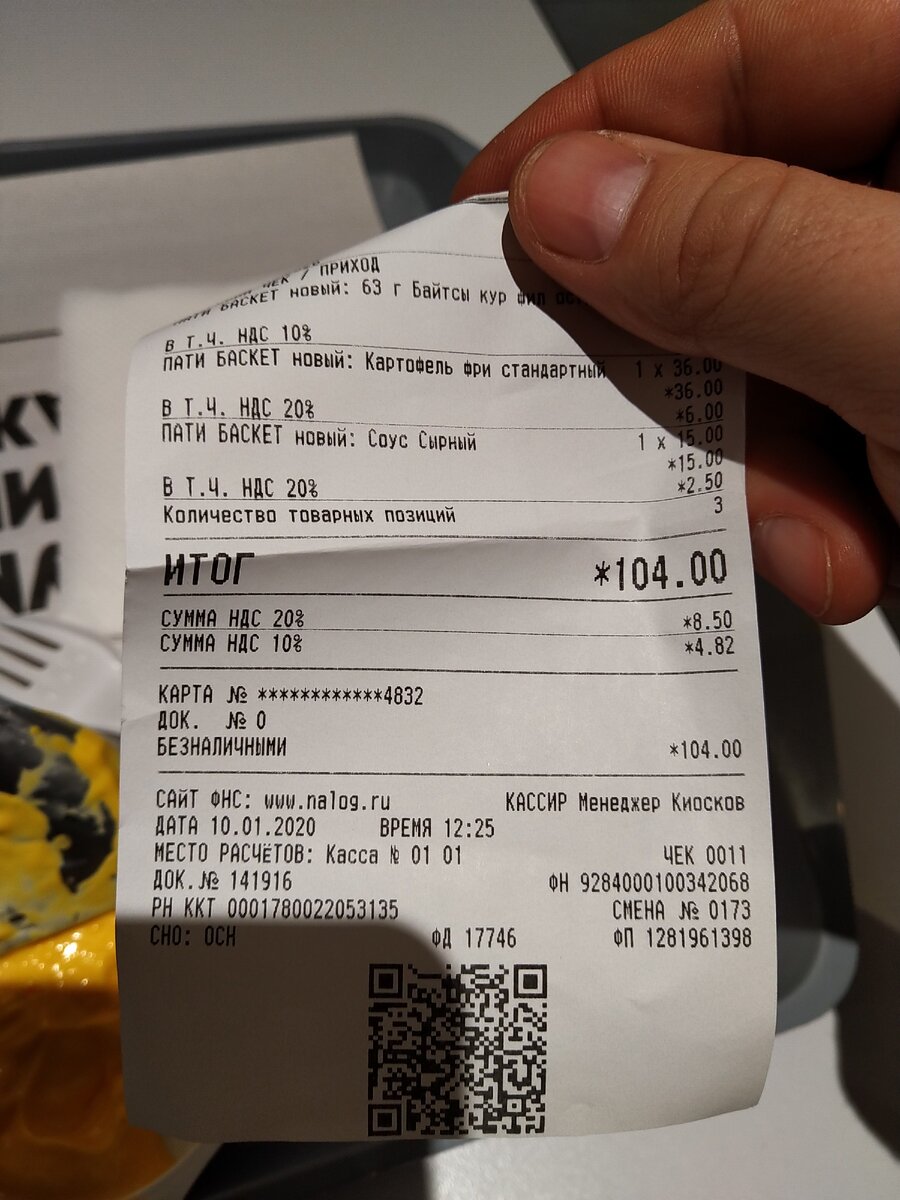 ЧЕК / ПРИХОД
ПАТИ БАСКЕТ новый: 63 г Байтсы кур фил
В Т.Ч. НДС 10%
ПАТИ БАСКЕТ новый: Картофель фри стандартный 1 x 36.00
*36.00
В Т.Ч. НДС 20% *6.00
ПАТИ БАСКЕТ новый: Соус Сырный 1 x 15.00
*15.00
В Т.Ч. НДС 20% *2.50
Количество товарных позиций 3
ИТОГ *104.00
СУММА НДС 20% *8.50
СУММА НДС 10% *4.82
КАРТА № ************4832
ДОК. № 0
БЕЗНАЛИЧНЫМИ *104.00
САЙТ ФНС: www.nalog.ru КАССИР Менеджер Киосков
ДАТА 10.01.2020 ВРЕМЯ 12:25
МЕСТО РАСЧЁТОВ: Касса № 01 01 ЧЕК 0011
ДОК.№ 141916 ФН 9284000100342068
РН ККТ 0001780022053135 СМЕНА № 0173
СНО: ОСН ФД 17746 ФП 1281961398